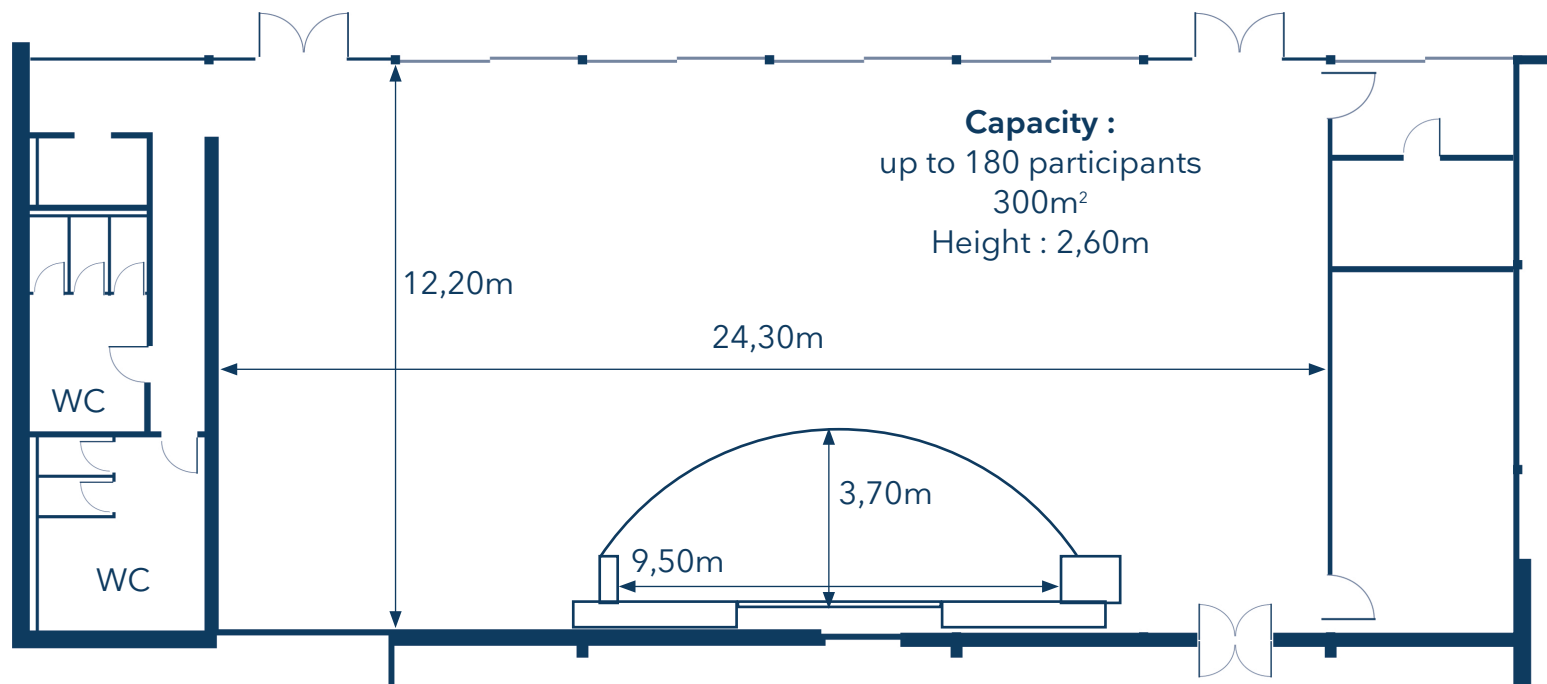 Capacity :
up to 180 participants
300m²
Height : 2,60m
12,20m
24,30m
WC
3,70m
9,50m
WC